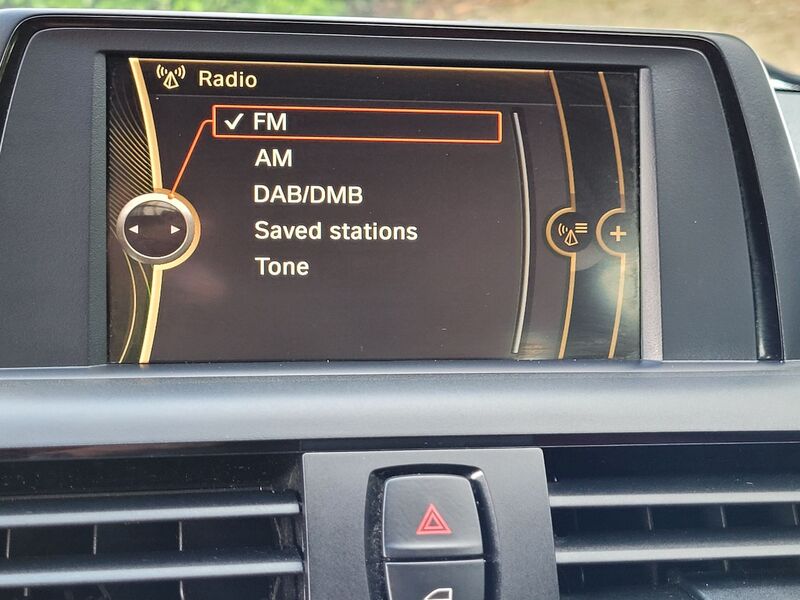 Radio
FM
AM
DAB/DMB
Saved stations
Tone